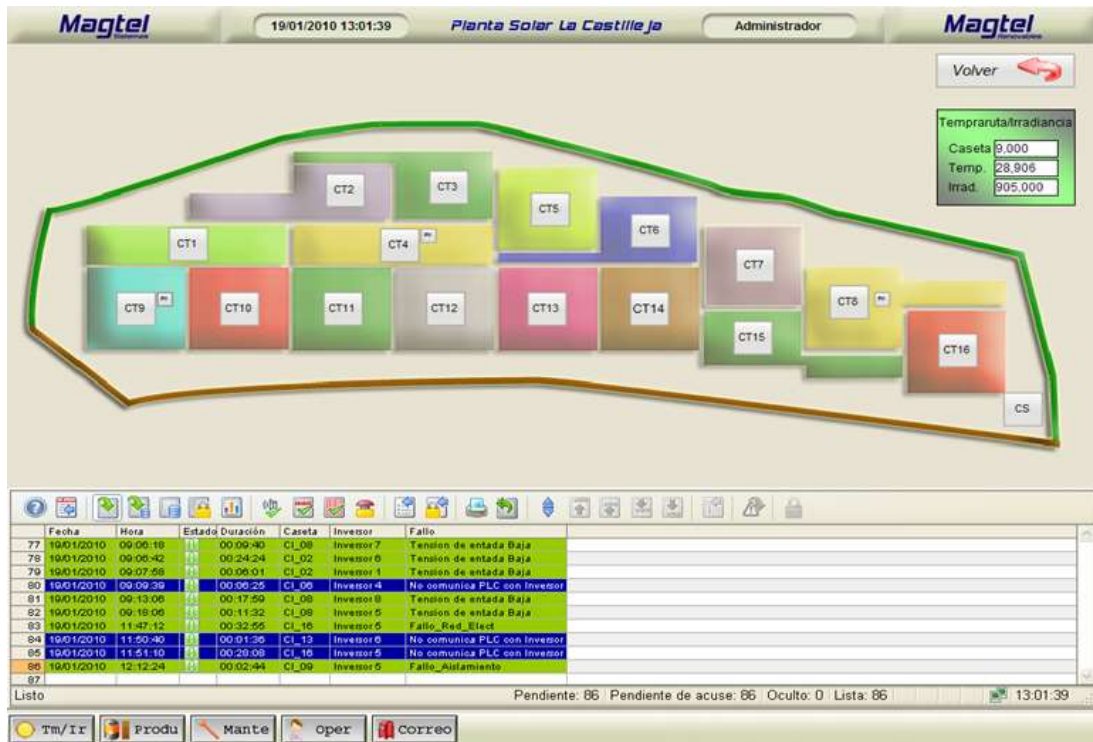 Magtel 19/01/2010 13:01:39 Planta Solar La Castilleja Administrador Magtel
Sistemas Renovables
Volver
Tempraruta/Irradiancia
Caseta 9,000
Temp. 28,906
Irrad. 905,000
CT2 CT3 CT5 CT6
CT1 CT4 CT7
CT9 CT10 CT11 CT12 CT13 CT14 CT8
CT15 CT16
CS
Fecha Hora Estado Duración Caseta Inversor Fallo
77 19/01/2010 09:06:18 00:09:40 CI_08 Inversor 7 Tension de entada Baja
78 19/01/2010 09:06:42 00:24:24 CI_02 Inversor 6 Tension de entada Baja
79 19/01/2010 09:07:58 00:06:01 CI_02 Inversor 1 Tension de entada Baja
80 19/01/2010 09:09:39 00:06:25 CI_06 Inversor 4 No comunica PLC con Inversor
81 19/01/2010 09:13:06 00:17:59 CI_08 Inversor 8 Tension de entada Baja
82 19/01/2010 09:18:06 00:11:32 CI_08 Inversor 5 Tension de entada Baja
83 19/01/2010 11:47:12 00:32:55 CI_16 Inversor 5 Fallo_Red_Elect
84 19/01/2010 11:50:40 00:01:36 CI_13 Inversor 6 No comunica PLC con Inversor
85 19/01/2010 11:51:10 00:28:08 CI_16 Inversor 5 No comunica PLC con Inversor
86 19/01/2010 12:12:24 00:02:44 CI_09 Inversor 5 Fallo_Aislamiento
87
Listo Pendiente: 86 Pendiente de acuse: 86 Oculto: 0 Lista: 86 13:01:39
Tm/Ir Produ Mante Oper Correo